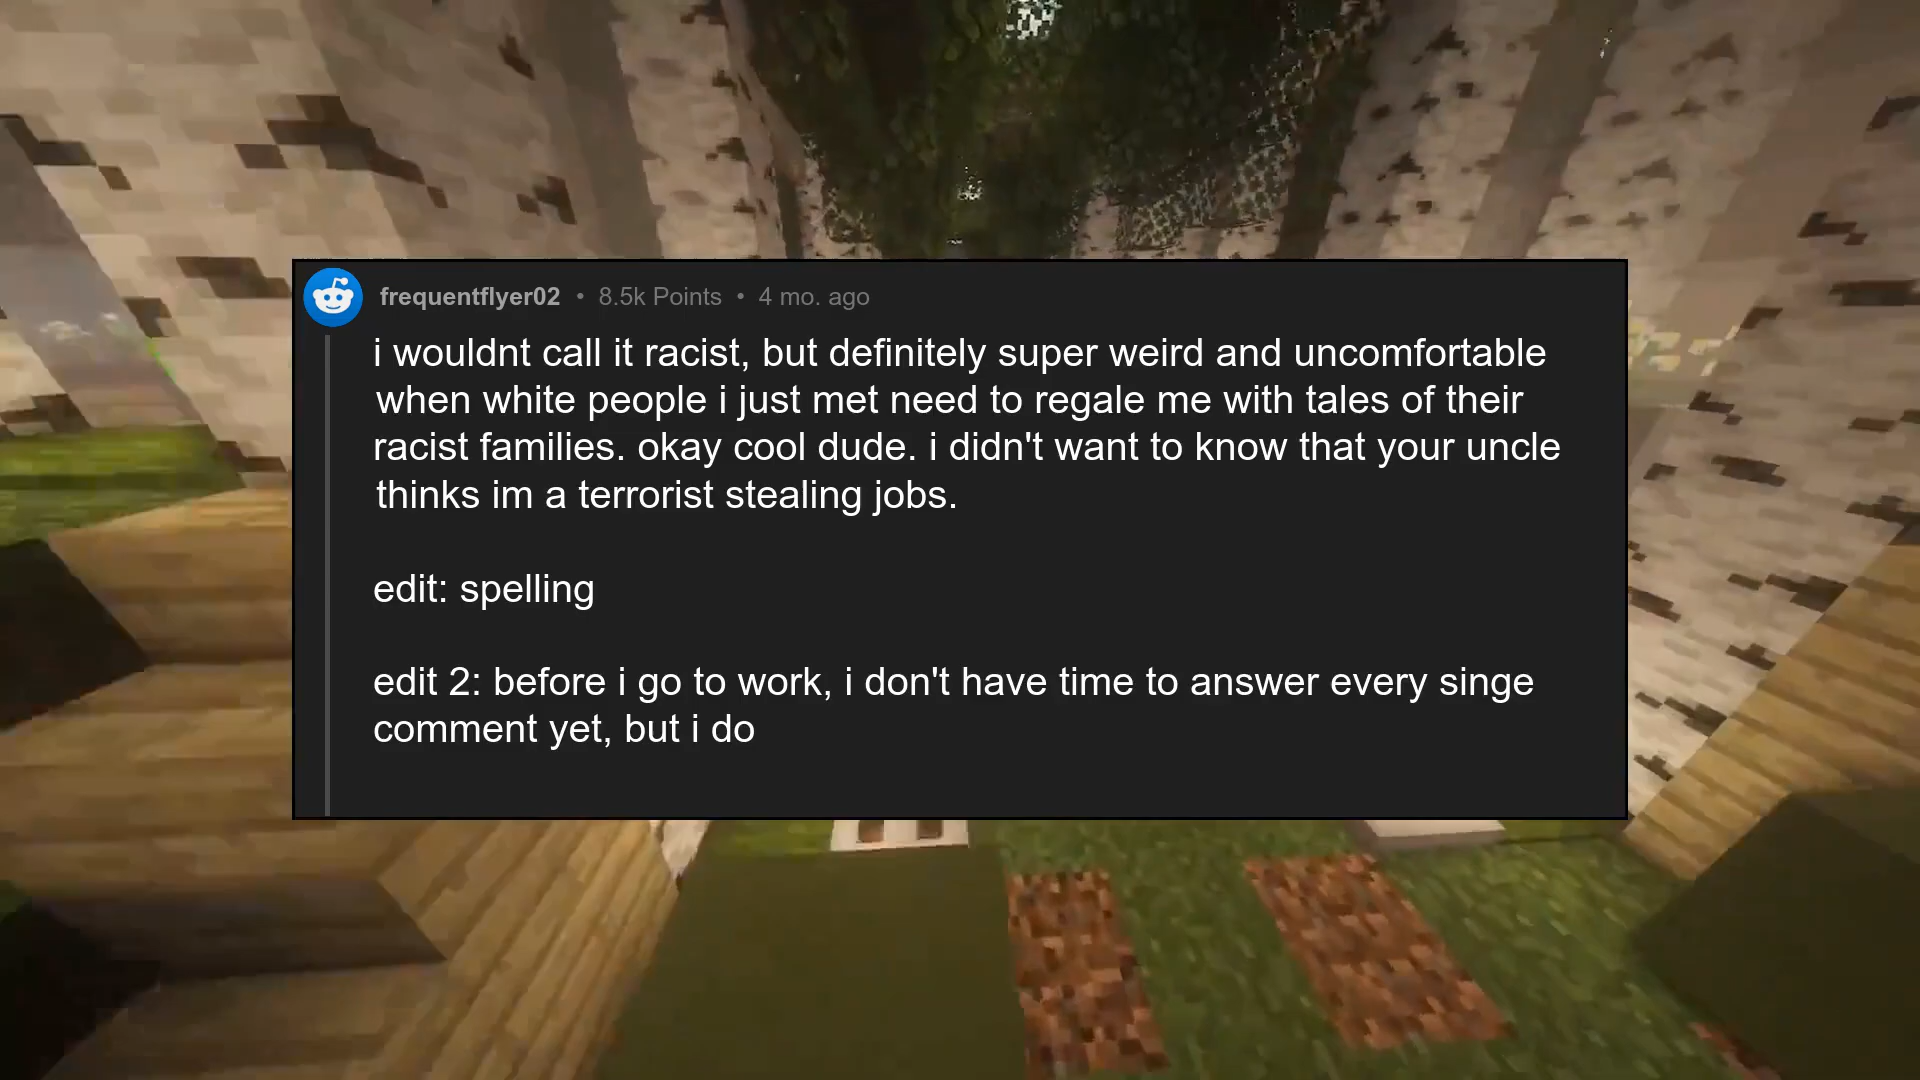 frequentflyer02 • 8.5k Points • 4 mo. ago
i wouldnt call it racist, but definitely super weird and uncomfortable
when white people i just met need to regale me with tales of their
racist families. okay cool dude. i didn't want to know that your uncle
thinks im a terrorist stealing jobs.
edit: spelling
edit 2: before i go to work, i don't have time to answer every singe
comment yet, but i do